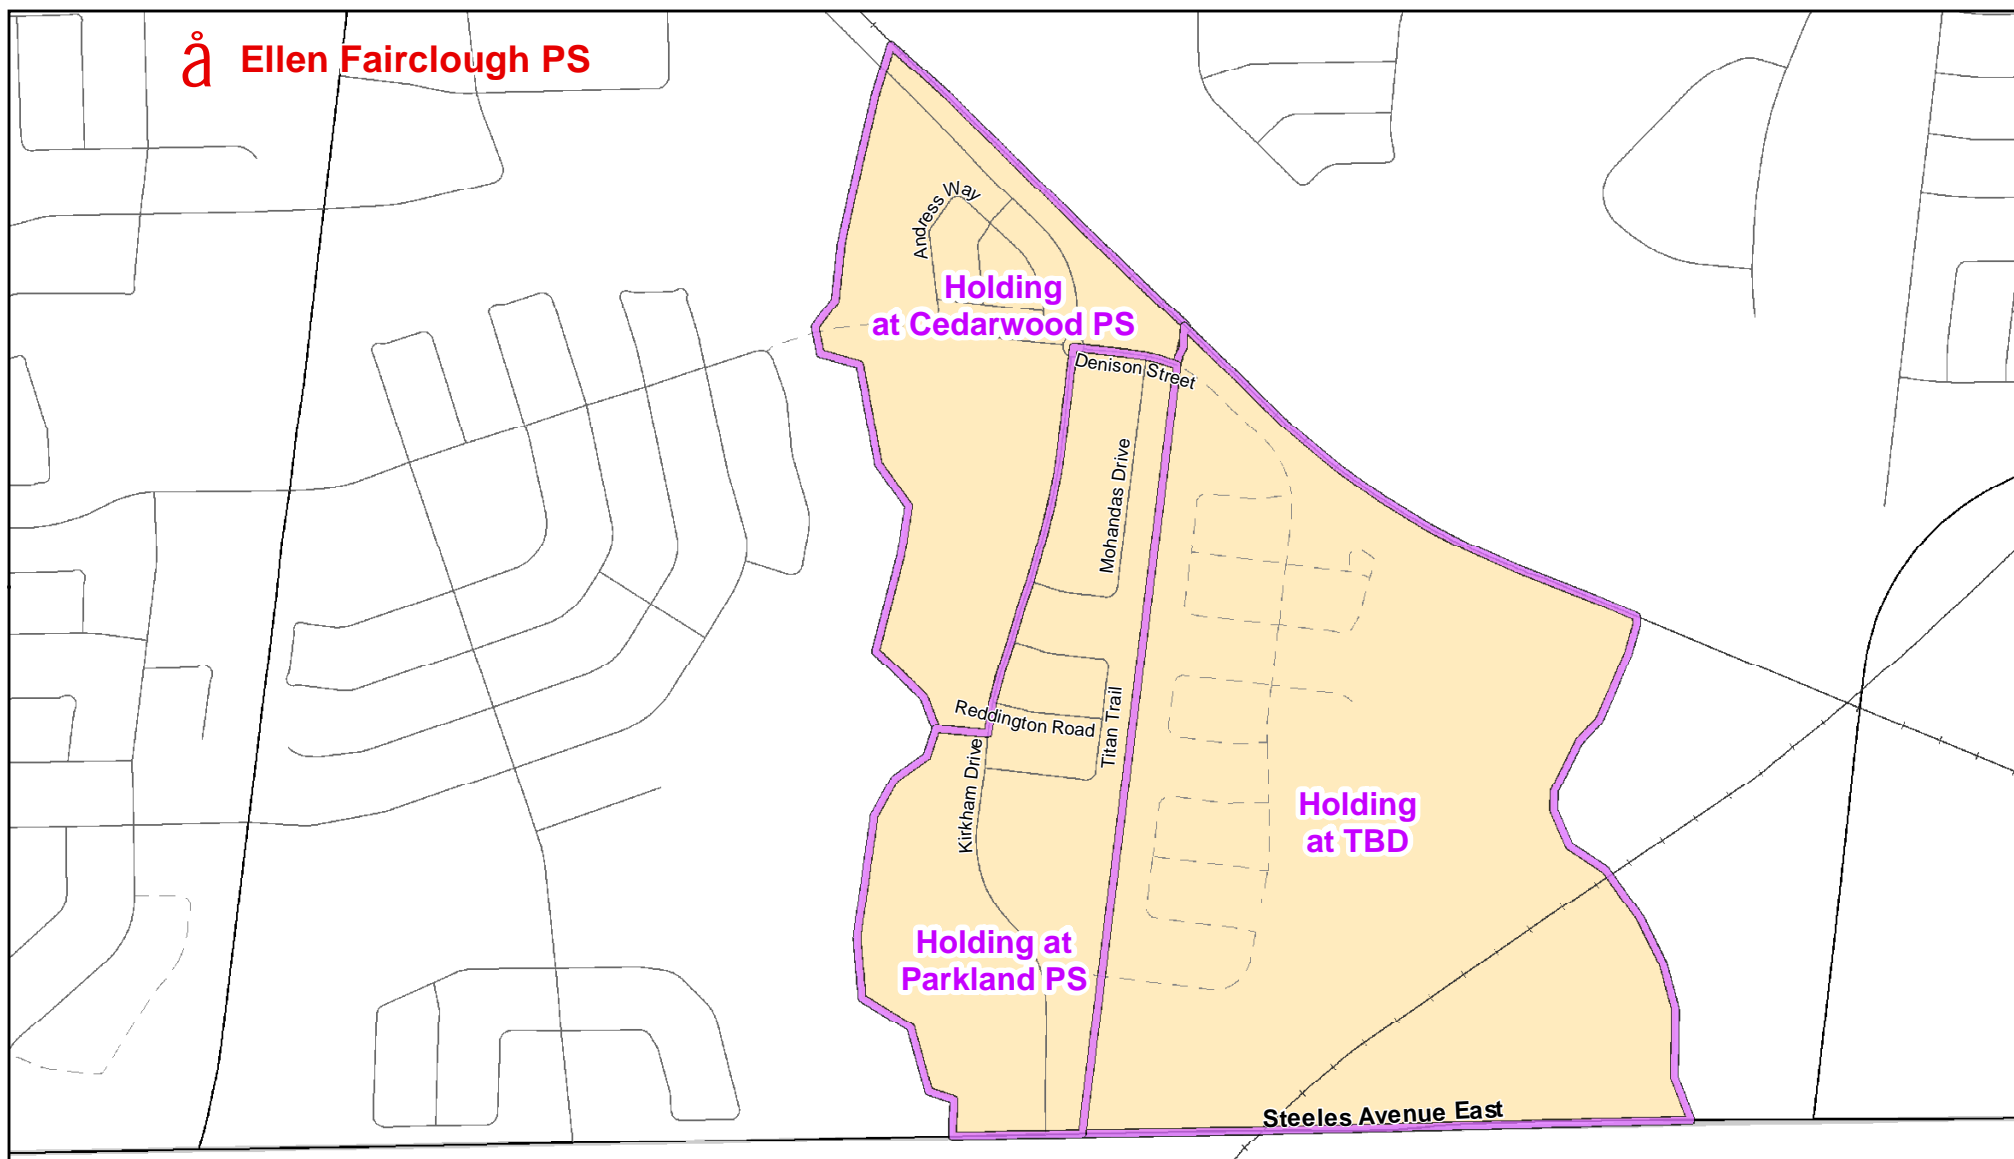 å Ellen Fairclough PS
Andress Way
Holding
at Cedarwood PS
Denison Street
Mohandas Drive
Reddington Road
Titan Trail
Kirkham Drive
Holding
at TBD
Holding at
Parkland PS
Steeles Avenue East